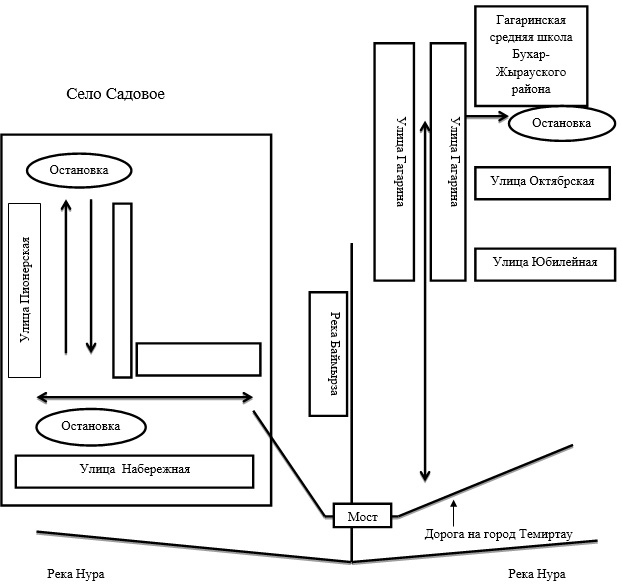 Гагаринская
средняя школа
Бухар-
Жырауского
района
Село Садовое
Остановка
Остановка
Улица Гагарина
Улица Гагарина
Улица Октябрская
Улица Пионерская
Улица Юбилейная
Река Баймырза
Остановка
Улица Набережная
Мост
Дорога на город Темиртау
Река Нура
Река Нура